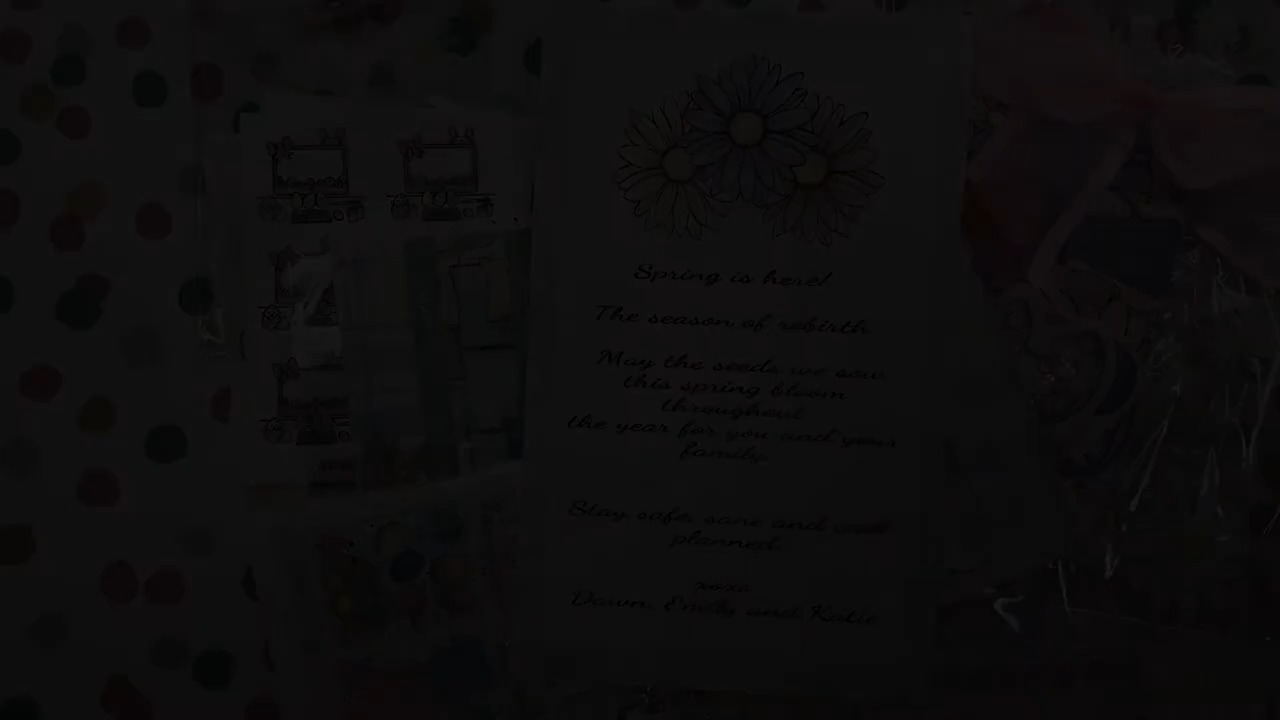 Spring is here!
The season of rebirth
May the seeds we sow
this spring bloom
throughout
the year for you and your
family.
Stay safe, sane and well
planned.
xoxo
Dawn, Emily and Katie